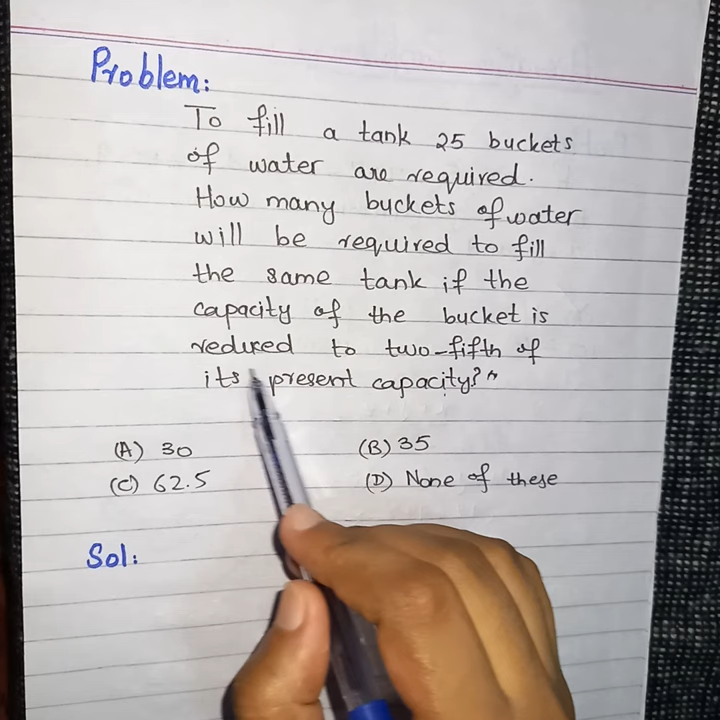 Problem:
To fill a tank 25 buckets
of water are required.
How many buckets of water
will be required to fill
the same tank if the
capacity of the bucket is
reduced to two-fifth of
its present capacity?"
(A) 30 (B) 35
(C) 62.5 (D) None of these
Sol: